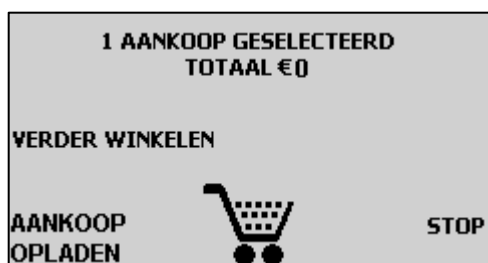 1 AANKOOP GESELECTEERD
TOTAAL €0
VERDER WINKELEN
AANKOOP
OPLADEN
STOP